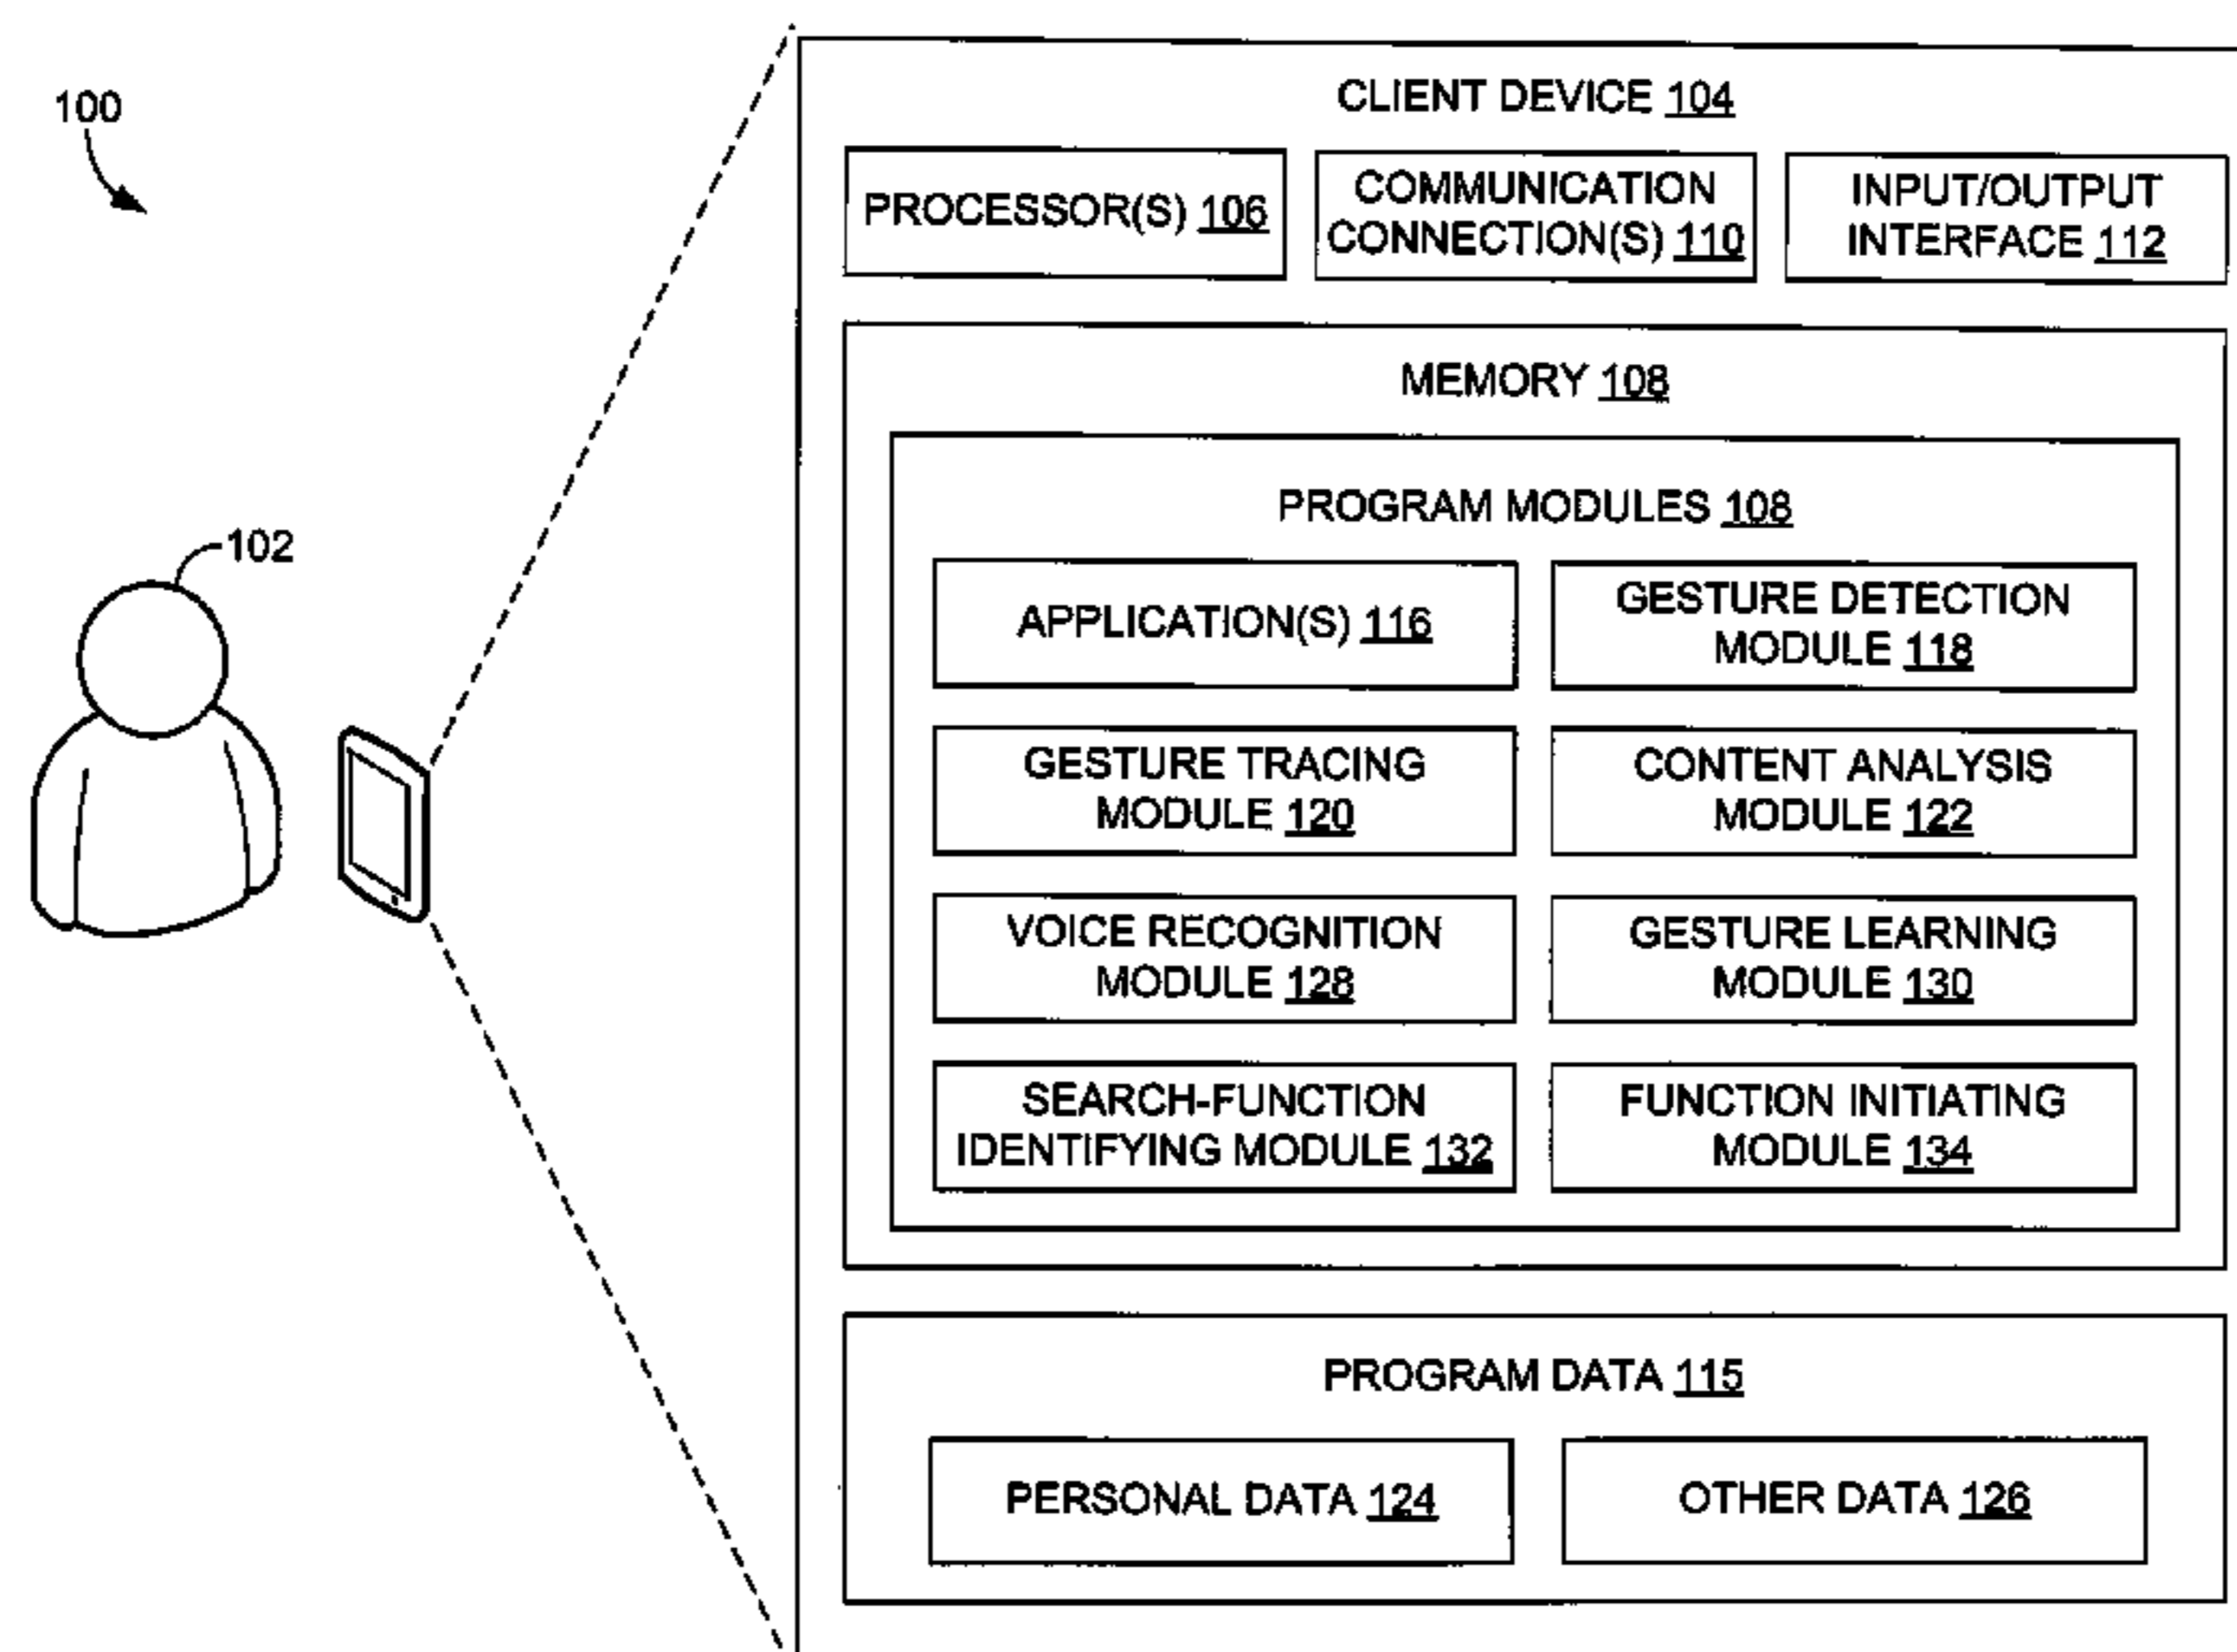 100
102
CLIENT DEVICE 104
PROCESSOR(S) 106
COMMUNICATION
CONNECTION(S) 110
INPUT/OUTPUT
INTERFACE 112
MEMORY 108
PROGRAM MODULES 108
APPLICATION(S) 116
GESTURE DETECTION
MODULE 118
GESTURE TRACING
MODULE 120
CONTENT ANALYSIS
MODULE 122
VOICE RECOGNITION
MODULE 128
GESTURE LEARNING
MODULE 130
SEARCH-FUNCTION
IDENTIFYING MODULE 132
FUNCTION INITIATING
MODULE 134
PROGRAM DATA 115
PERSONAL DATA 124
OTHER DATA 126